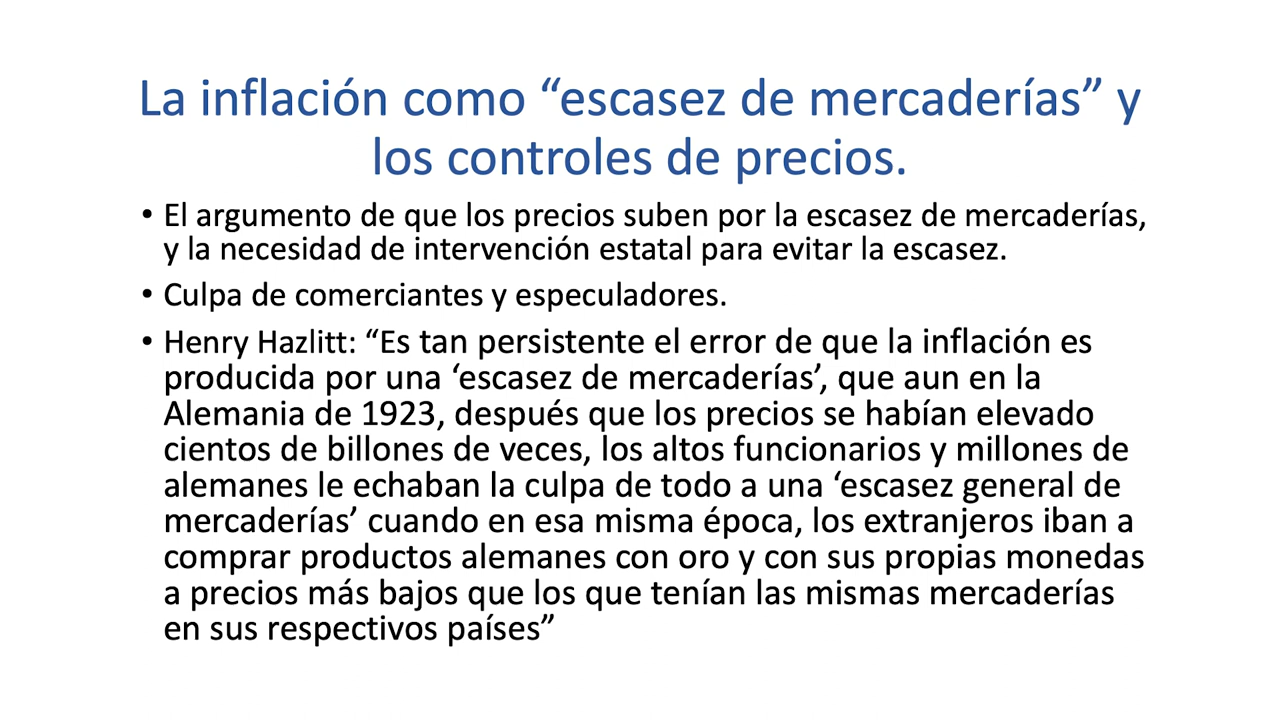 La inflación como “escasez de mercaderías” y
los controles de precios.
• El argumento de que los precios suben por la escasez de mercaderías,
y la necesidad de intervención estatal para evitar la escasez.
• Culpa de comerciantes y especuladores.
• Henry Hazlitt: “Es tan persistente el error de que la inflación es
producida por una ‘escasez de mercaderías’, que aun en la
Alemania de 1923, después que los precios se habían elevado
cientos de billones de veces, los altos funcionarios y millones de
alemanes le echaban la culpa de todo a una ‘escasez general de
mercaderías’ cuando en esa misma época, los extranjeros iban a
comprar productos alemanes con oro y con sus propias monedas
a precios más bajos que los que tenían las mismas mercaderías
en sus respectivos países”